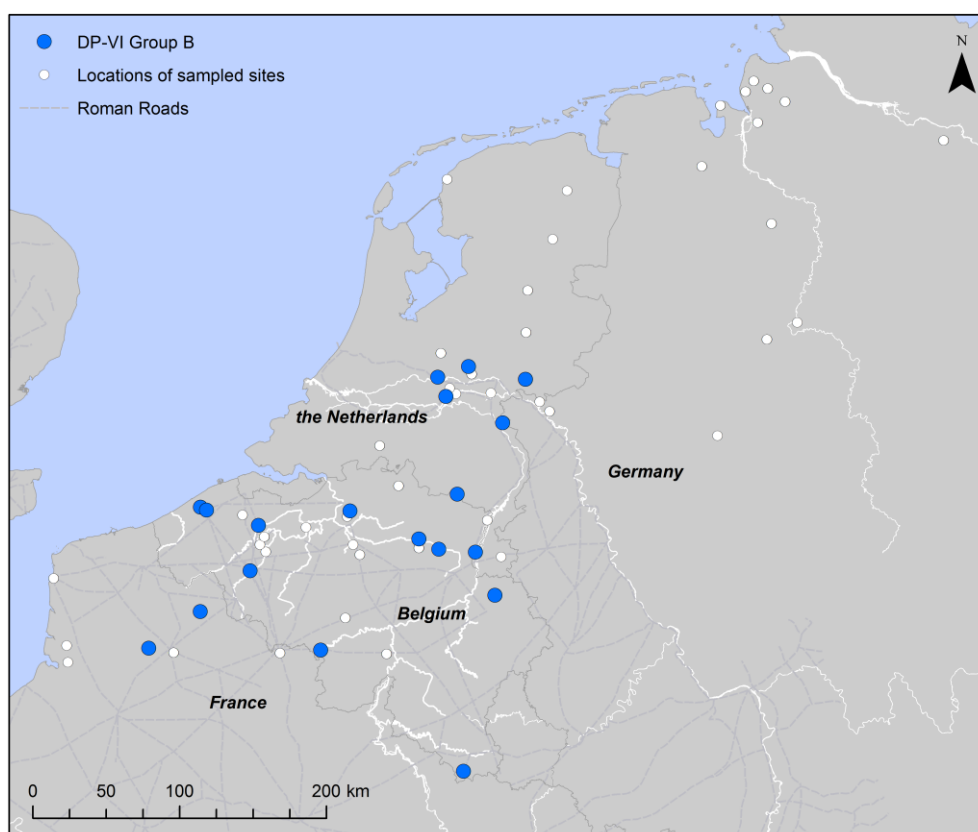 DP-VI Group B
Locations of sampled sites
Roman Roads
N
the Netherlands
Germany
Belgium
France
0 50 100 200 km